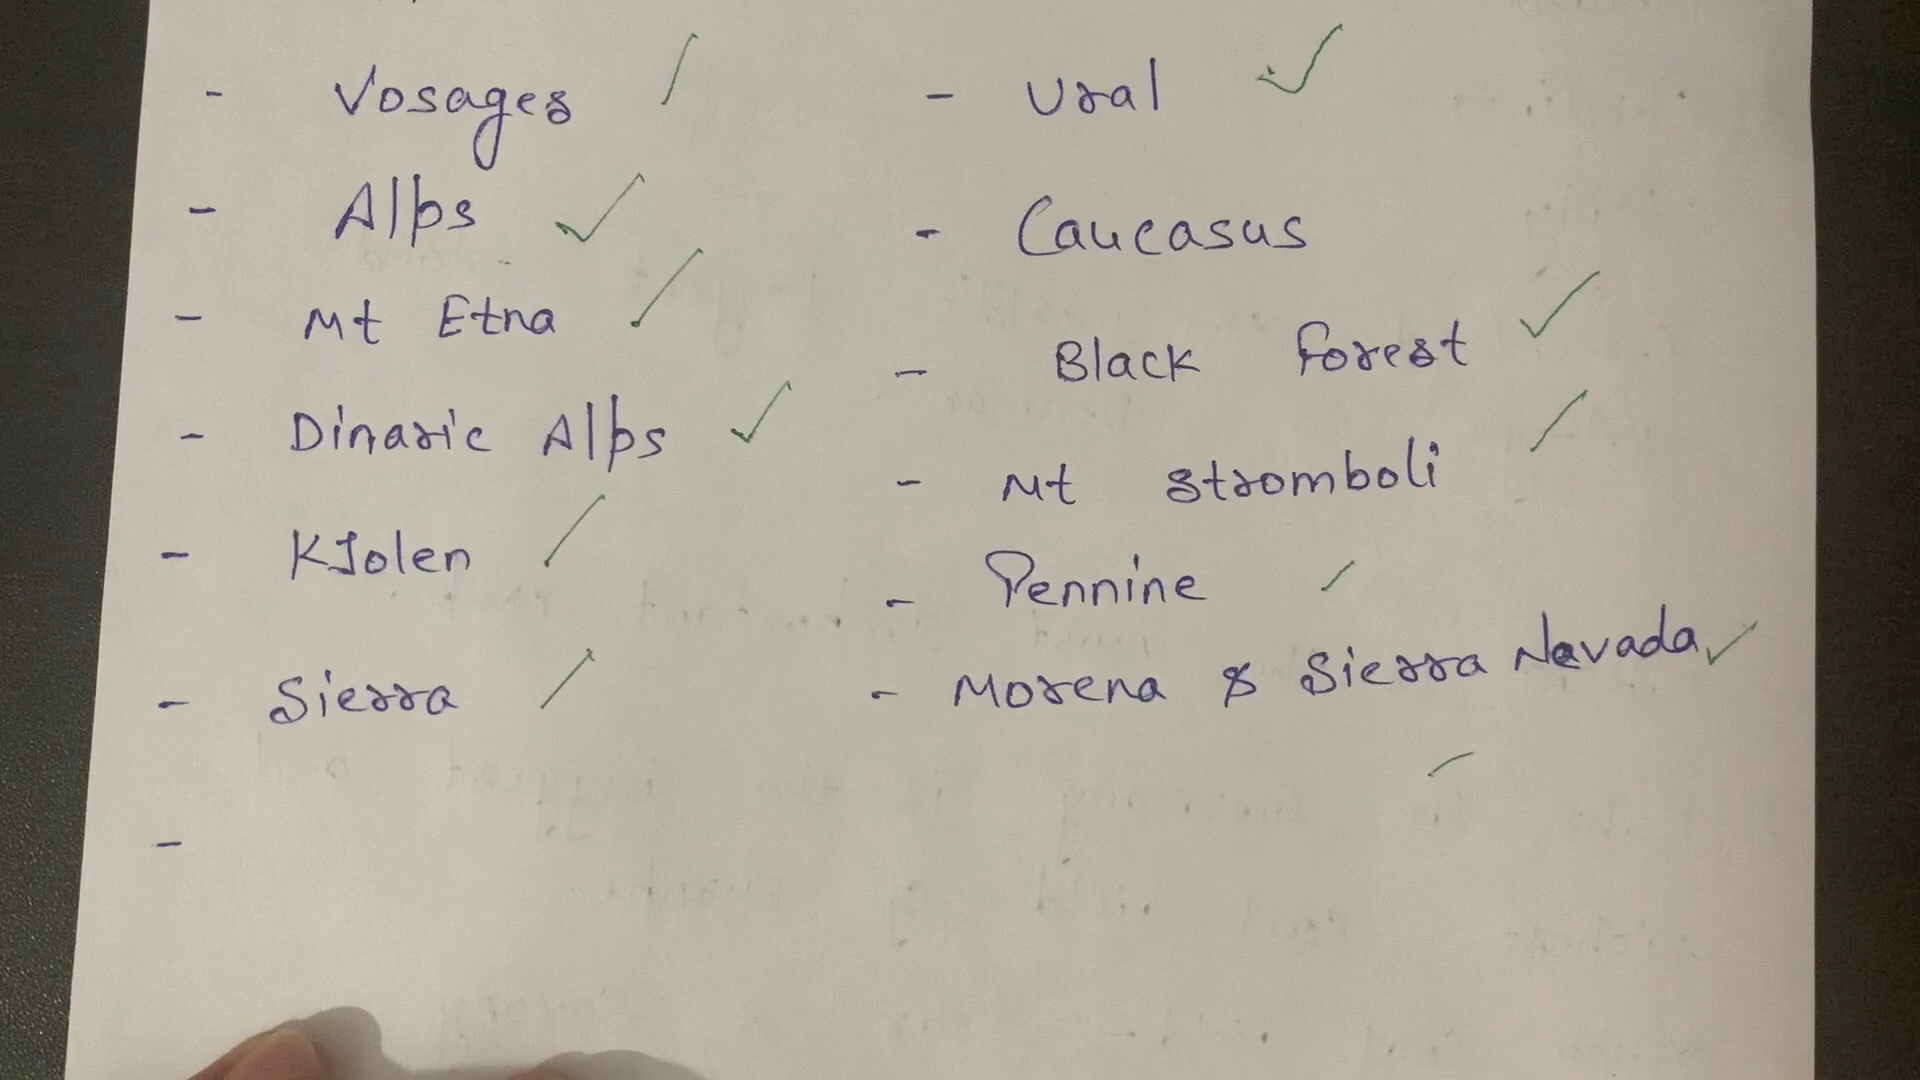 - Vosages
- Alps
- Mt Etna
- Dinaric Alps
- KJolen
- Sierra
-
- Ural
- Caucasus
- Black Forest
- Mt Stromboli
- Pennine
- Morena & Sierra Nevada